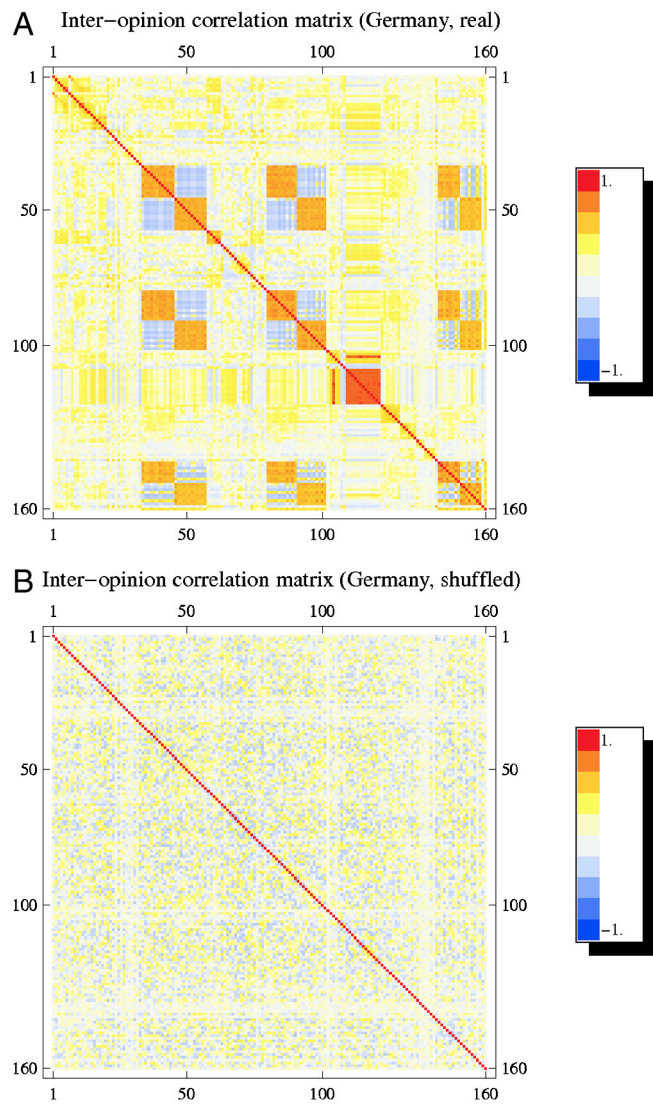 A
Inter-opinion correlation matrix (Germany, real)
1 50 100 160
1 1
50 50
100 100
160 160
1 50 100 160
1.
-1.
B
Inter-opinion correlation matrix (Germany, shuffled)
1 50 100 160
1 1
50 50
100 100
160 160
1 50 100 160
1.
-1.